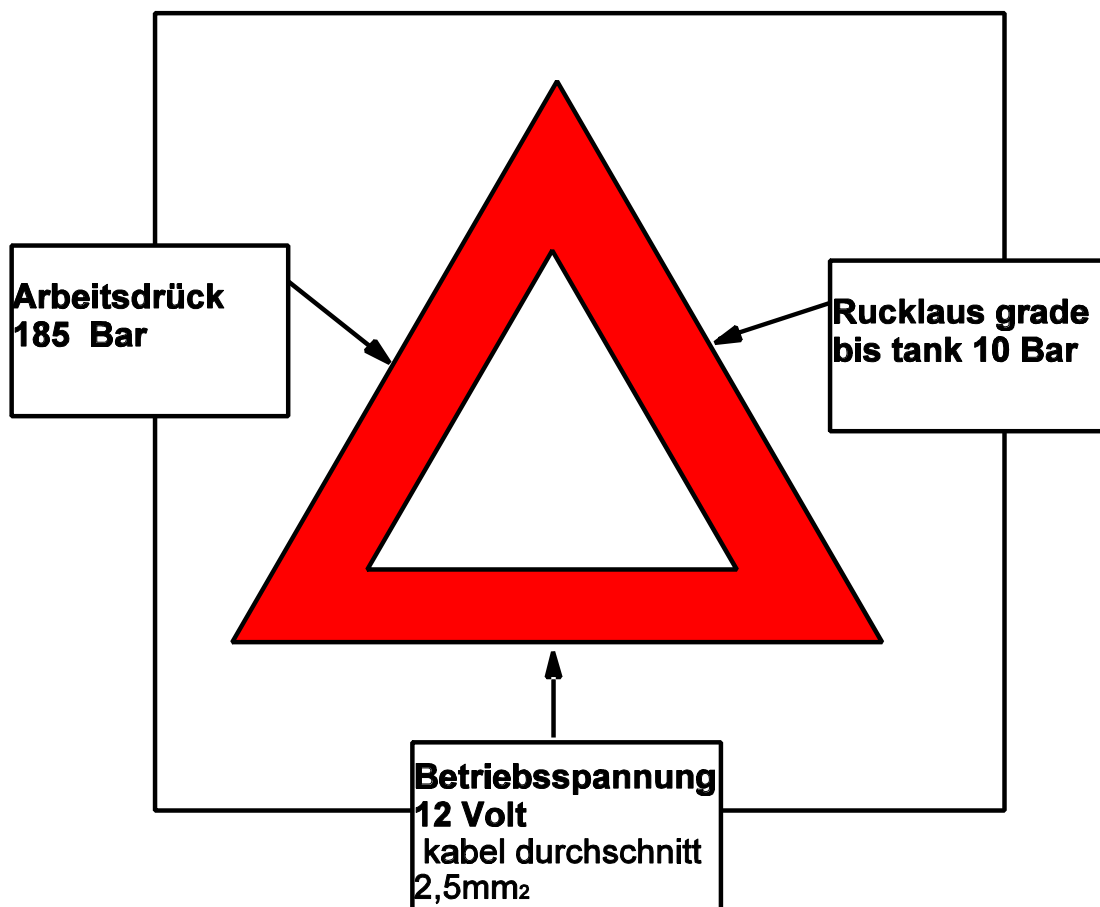 Arbeitsdrück
185  Bar
Rucklaus grade
bis tank 10 Bar
Betriebsspannung
12 Volt
kabel durchschnitt
2,5mm2